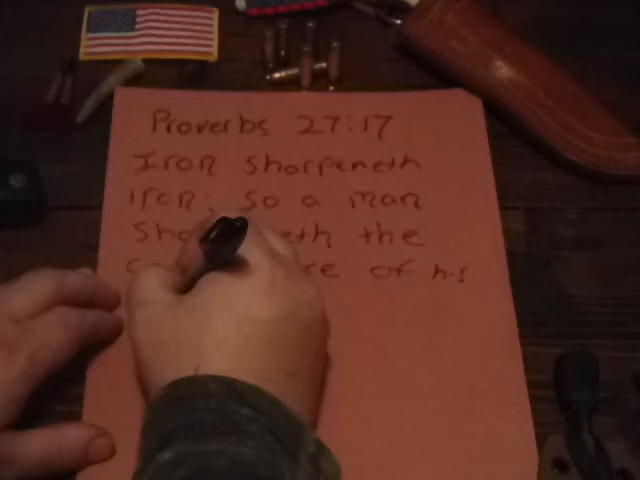 Proverbs 27:17
Iron sharpeneth
iron; so a man
the
of his